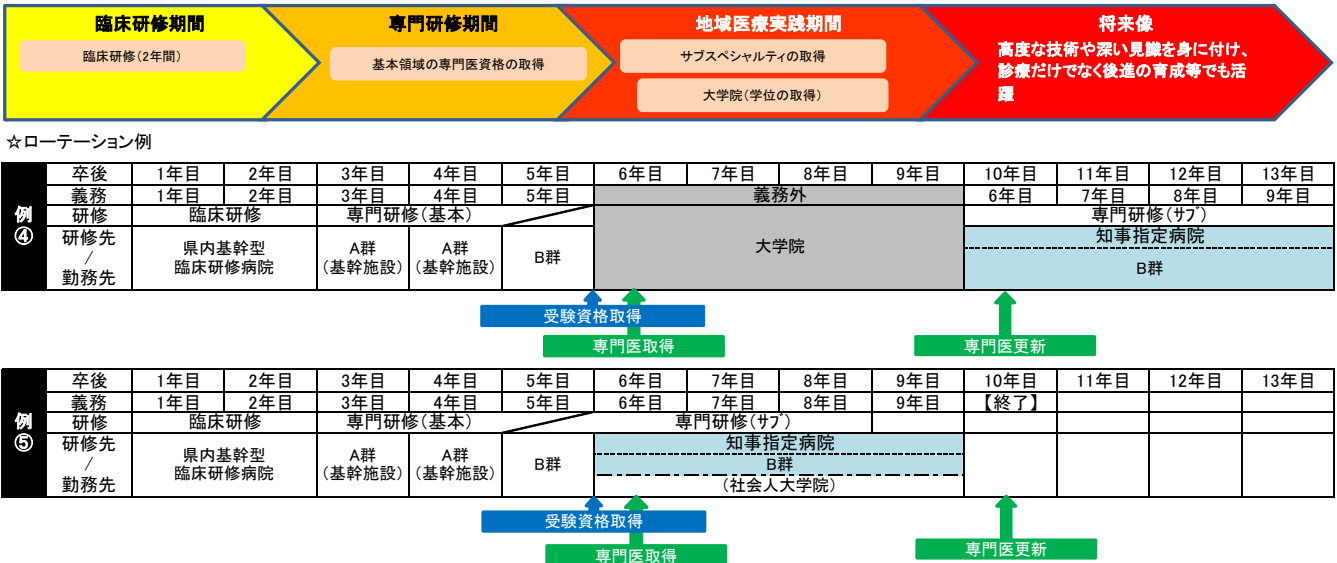 臨床研修期間
臨床研修(2年間)
専門研修期間
基本領域の専門医資格の取得
地域医療実践期間
サブスペシャルティの取得
大学院(学位の取得)
将来像
高度な技術や深い見識を身に付け、
診療だけでなく後進の育成等でも活
躍
☆ローテーション例
例④
卒後 1年目 2年目 3年目 4年目 5年目 6年目 7年目 8年目 9年目 10年目 11年目 12年目 13年目
義務 1年目 2年目 3年目 4年目 5年目 義務外 6年目 7年目 8年目 9年目
研修 臨床研修 専門研修(基本) 専門研修(サブ)
研修先
/
勤務先
県内基幹型
臨床研修病院
A群
(基幹施設)
A群
(基幹施設)
B群
大学院
知事指定病院
B群
受験資格取得
専門医取得
専門医更新
例⑤
卒後 1年目 2年目 3年目 4年目 5年目 6年目 7年目 8年目 9年目 10年目 11年目 12年目 13年目
義務 1年目 2年目 3年目 4年目 5年目 6年目 7年目 8年目 9年目 【終了】
研修 臨床研修 専門研修(基本) 専門研修(サブ)
研修先
/
勤務先
県内基幹型
臨床研修病院
A群
(基幹施設)
A群
(基幹施設)
B群
知事指定病院
B群
(社会人大学院)
受験資格取得
専門医取得
専門医更新